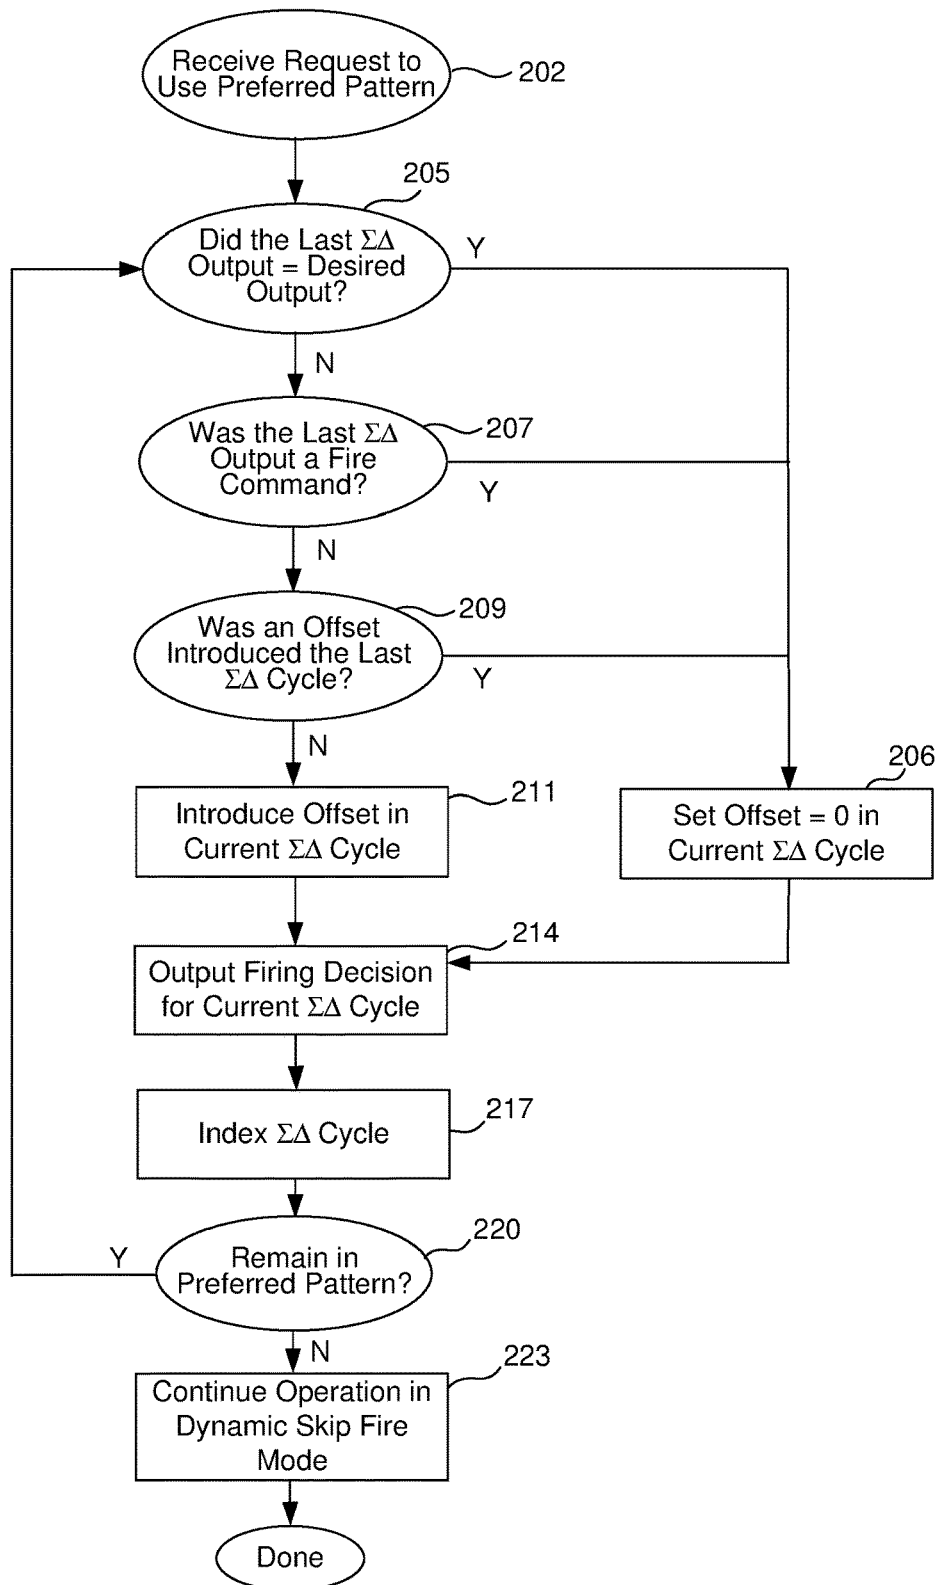 Receive Request to
Use Preferred Pattern
202
205
Did the Last ΣΔ
Output = Desired
Output?
Y
N
Was the Last ΣΔ
Output a Fire
Command?
207
Y
N
Was an Offset
Introduced the Last
ΣΔ Cycle?
209
Y
N
Introduce Offset in
Current ΣΔ Cycle
211
206
Set Offset = 0 in
Current ΣΔ Cycle
214
Output Firing Decision
for Current ΣΔ Cycle
217
Index ΣΔ Cycle
220
Remain in
Preferred Pattern?
Y
N
223
Continue Operation in
Dynamic Skip Fire
Mode
Done